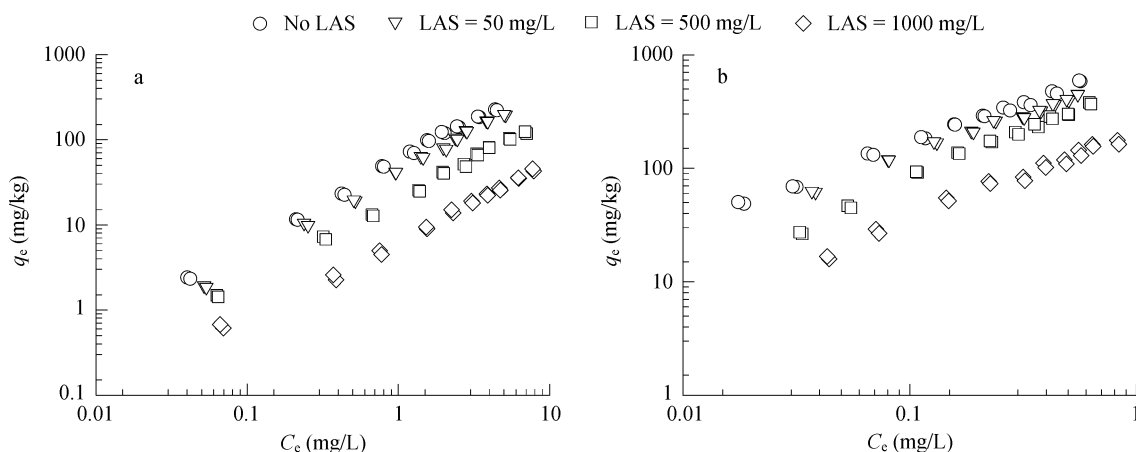 No LAS LAS = 50 mg/L LAS = 500 mg/L LAS = 1000 mg/L
a
1000
100
10
1
0.1
qe (mg/kg)
0.01 0.1 1 10
Ce (mg/L)
b
1000
100
10
1
qe (mg/kg)
0.01 0.1 1
Ce (mg/L)